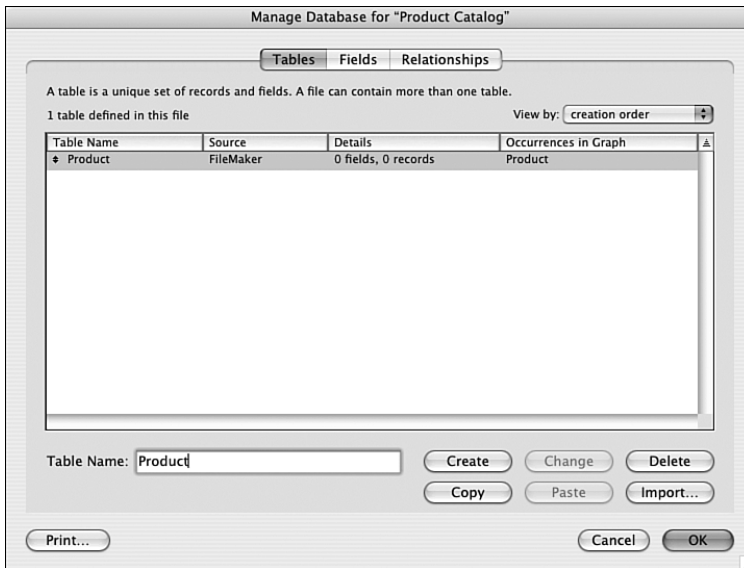 Manage Database for “Product Catalog”
Tables Fields Relationships
A table is a unique set of records and fields. A file can contain more than one table.
1 table defined in this file View by: creation order
Table Name Source Details Occurrences in Graph
Product FileMaker 0 fields, 0 records Product
Table Name: Product Create Change Delete
Copy Paste Import...
Print... Cancel OK